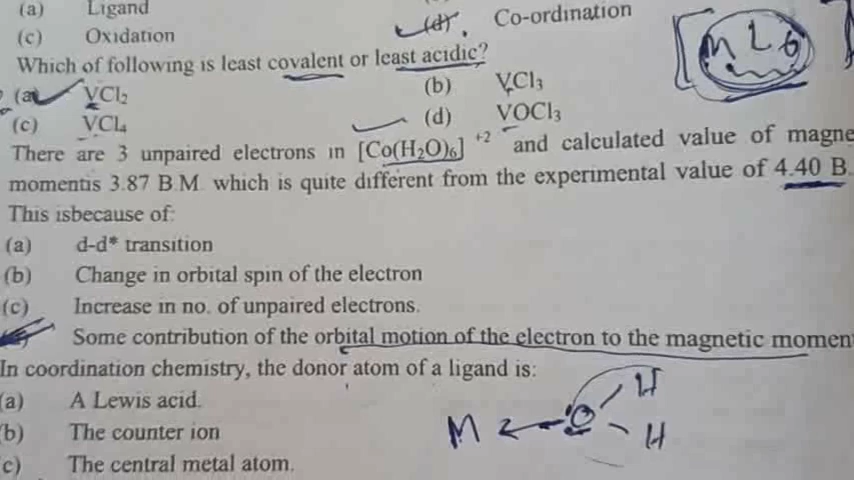 (a) Ligand
(d) Co-ordination
(c) Oxidation
Which of following is least covalent or least acidic?
(a) VCl₂
(b) VCl₃
(c) VCl₄
(d) VOCl₃
There are 3 unpaired electrons in [Co(H₂O)₆] ⁺² and calculated value of magne
momentis 3.87 B.M. which is quite different from the experimental value of 4.40 B.
This isbecause of:
(a) d-d* transition
(b) Change in orbital spin of the electron
(c) Increase in no. of unpaired electrons.
Some contribution of the orbital motion of the electron to the magnetic momen
In coordination chemistry, the donor atom of a ligand is:
(a) A Lewis acid.
(b) The counter ion
(c) The central metal atom.
M ← O H
H